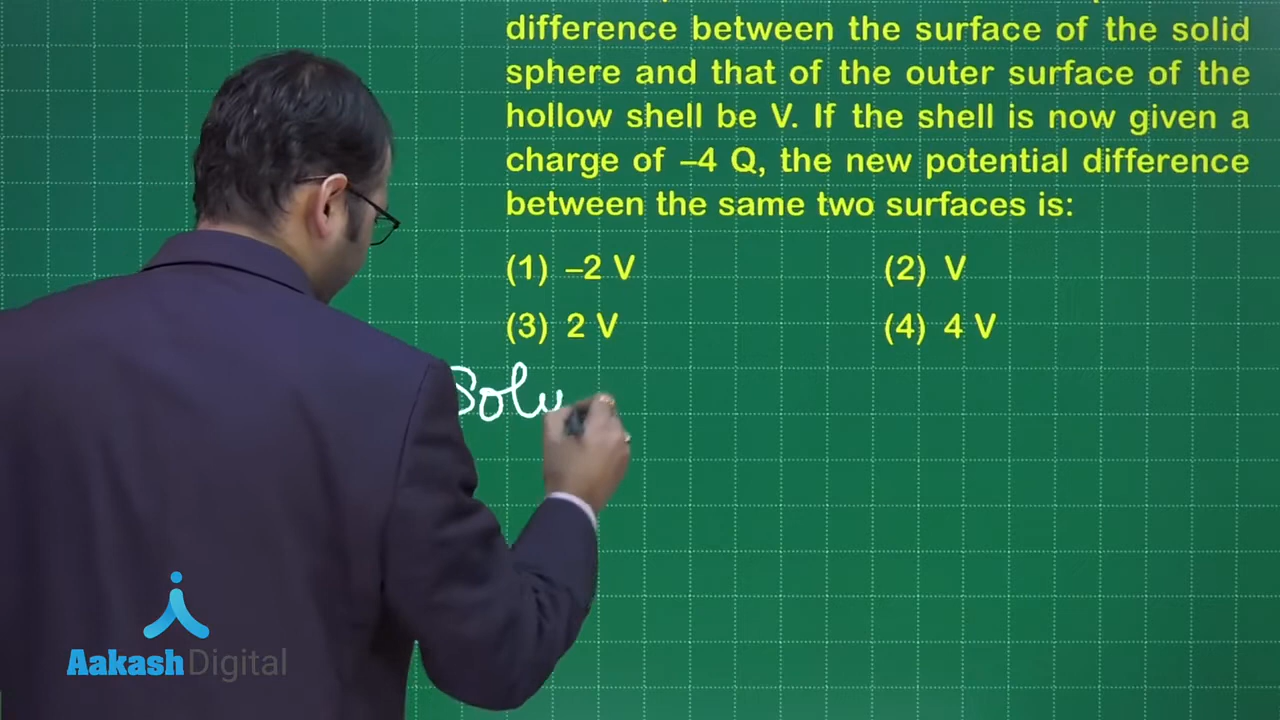 difference between the surface of the solid
sphere and that of the outer surface of the
hollow shell be V. If the shell is now given a
charge of –4 Q, the new potential difference
between the same two surfaces is:
(1) –2 V (2) V
(3) 2 V (4) 4 V
Solu
Aakash Digital